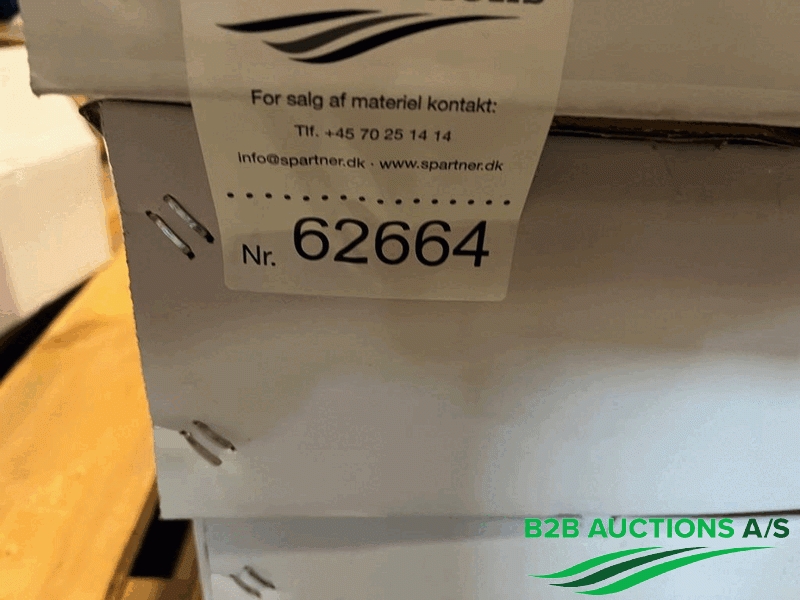 For salg af materiel kontakt:
Tlf. +45 70 25 14 14
info@spartner.dk · www.spartner.dk
Nr. 62664
B2B AUCTIONS A/S